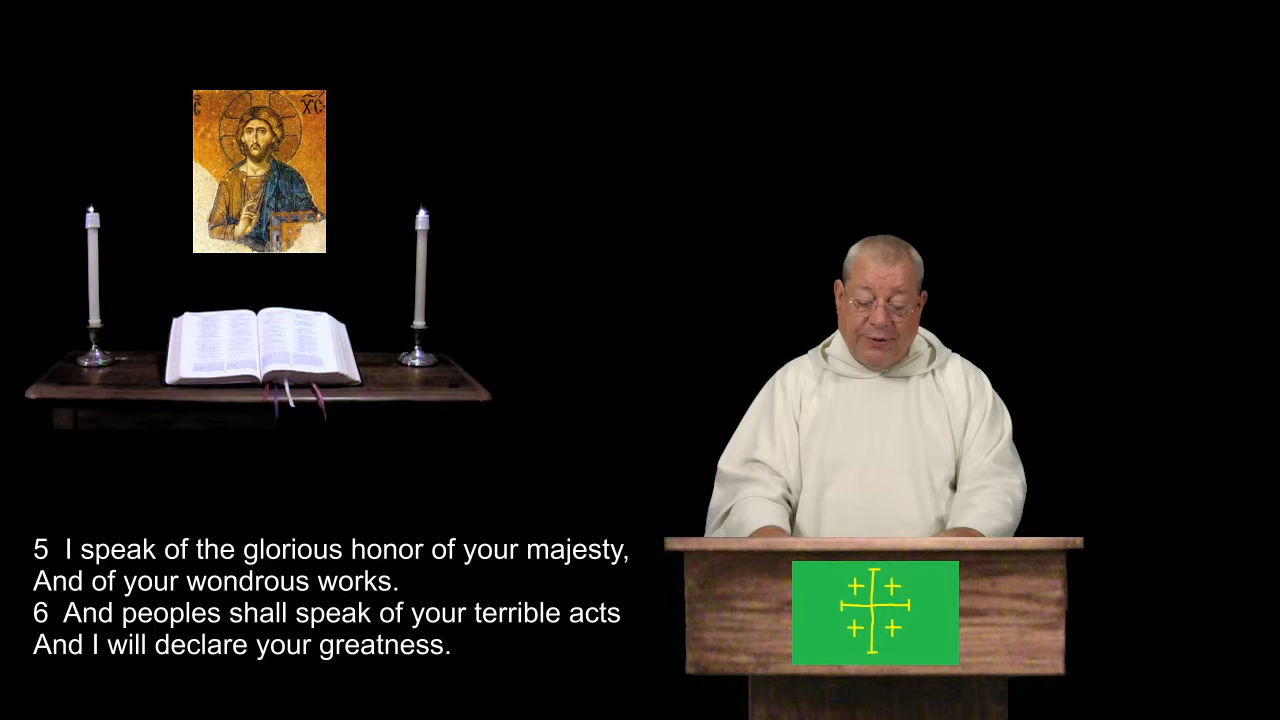 ΧC
5 I speak of the glorious honor of your majesty,
And of your wondrous works.
6 And peoples shall speak of your terrible acts
And I will declare your greatness.